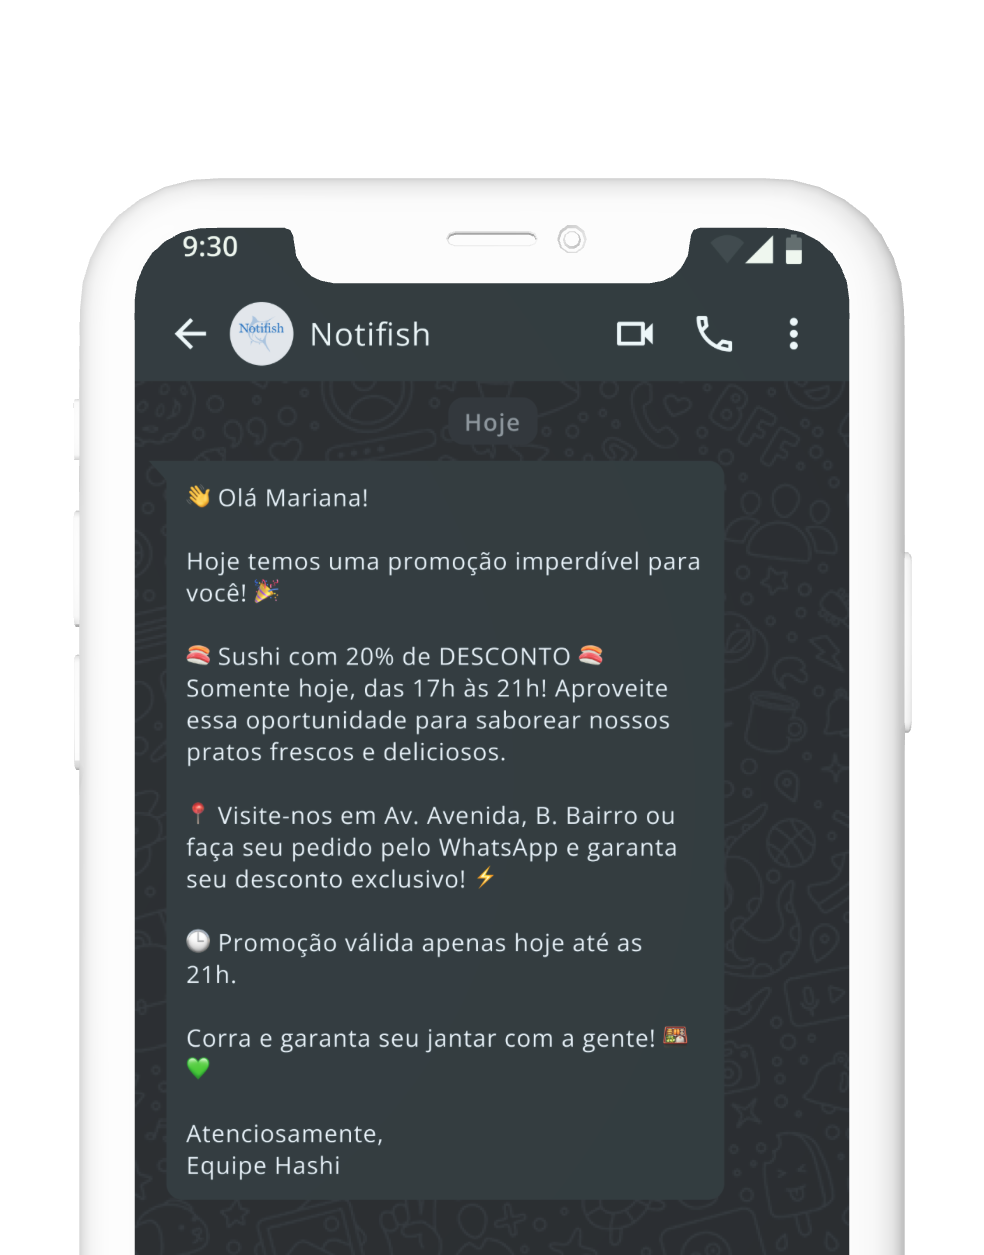 9:30
Notifish
Notifish
Hoje
👋 Olá Mariana!
Hoje temos uma promoção imperdível para
você! 🎉
🍣 Sushi com 20% de DESCONTO 🍣
Somente hoje, das 17h às 21h! Aproveite
essa oportunidade para saborear nossos
pratos frescos e deliciosos.
📍 Visite-nos em Av. Avenida, B. Bairro ou
faça seu pedido pelo WhatsApp e garanta
seu desconto exclusivo! ⚡
🕒 Promoção válida apenas hoje até as
21h.
Corra e garanta seu jantar com a gente! 🍱
💚
Atenciosamente,
Equipe Hashi
BFF